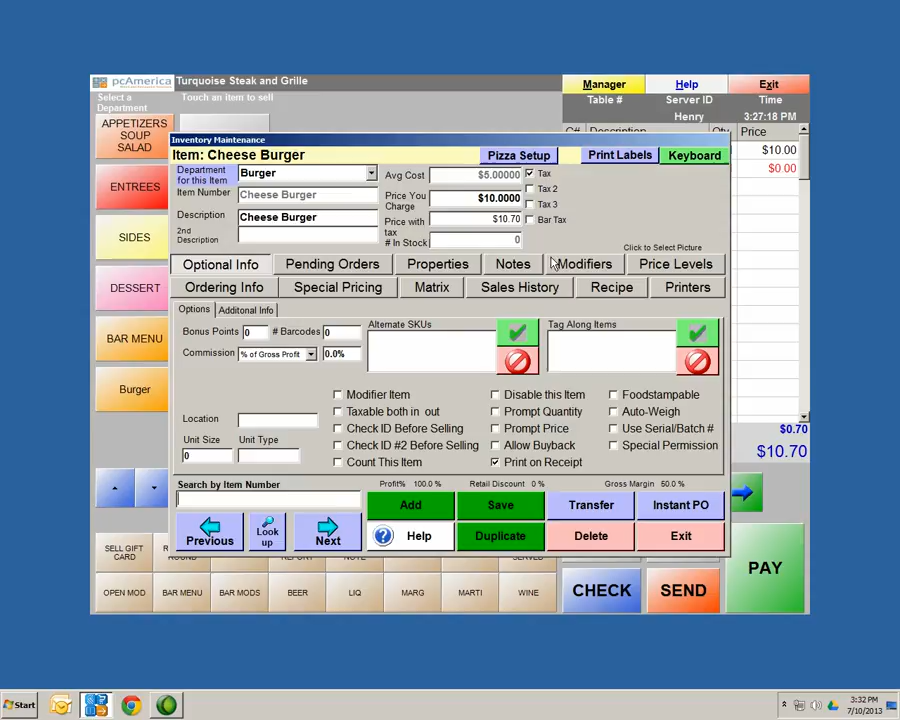 pcAmerica Turquoise Steak and Grille Manager Help Exit
Select a Department Touch an item to sell Table # Server ID Time
Henry 3:27:18 PM
APPETIZERS
SOUP
SALAD
ENTREES
SIDES
DESSERT
BAR MENU
Burger
C# Description Qty Price
$10.00
$0.00
Inventory Maintenance
Item: Cheese Burger Pizza Setup Print Labels Keyboard
Department for this Item Burger Avg Cost $5.00000 Tax
Item Number Cheese Burger Price You Charge $10.0000 Tax 2
Tax 3
Description Cheese Burger Price with tax $10.70 Bar Tax
2nd Description # In Stock 0
Click to Select Picture
Optional Info Pending Orders Properties Notes Modifiers Price Levels
Ordering Info Special Pricing Matrix Sales History Recipe Printers
Options Additonal Info
Bonus Points 0 # Barcodes 0 Alternate SKUs Tag Along Items
Commission % of Gross Profit 0.0%
Modifier Item Disable this Item Foodstampable
Taxable both in out Prompt Quantity Auto-Weigh
Location Check ID Before Selling Prompt Price Use Serial/Batch #
Unit Size Unit Type Check ID #2 Before Selling Allow Buyback Special Permission
0 Count This Item Print on Receipt
$0.70
$10.70
Search by Item Number Profit% 100.0 % Retail Discount 0 % Gross Margin 50.0 %
Add Save Transfer Instant PO
Previous Look up Next Help Duplicate Delete Exit
SELL GIFT CARD
OPEN MOD BAR MENU BAR MODS BEER LIQ MARG MARTI WINE
CHECK SEND PAY
Start 3:32 PM
7/10/2013